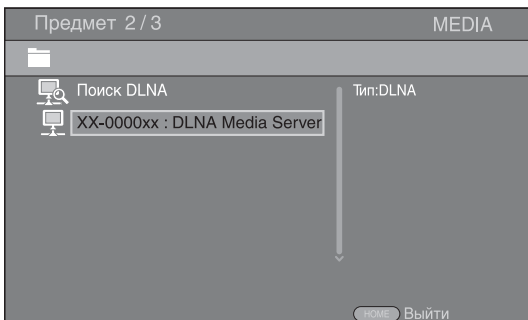 Предмет 2/3 MEDIA
Поиск DLNA
Тип:DLNA
XX-0000xx : DLNA Media Server
HOME Выйти